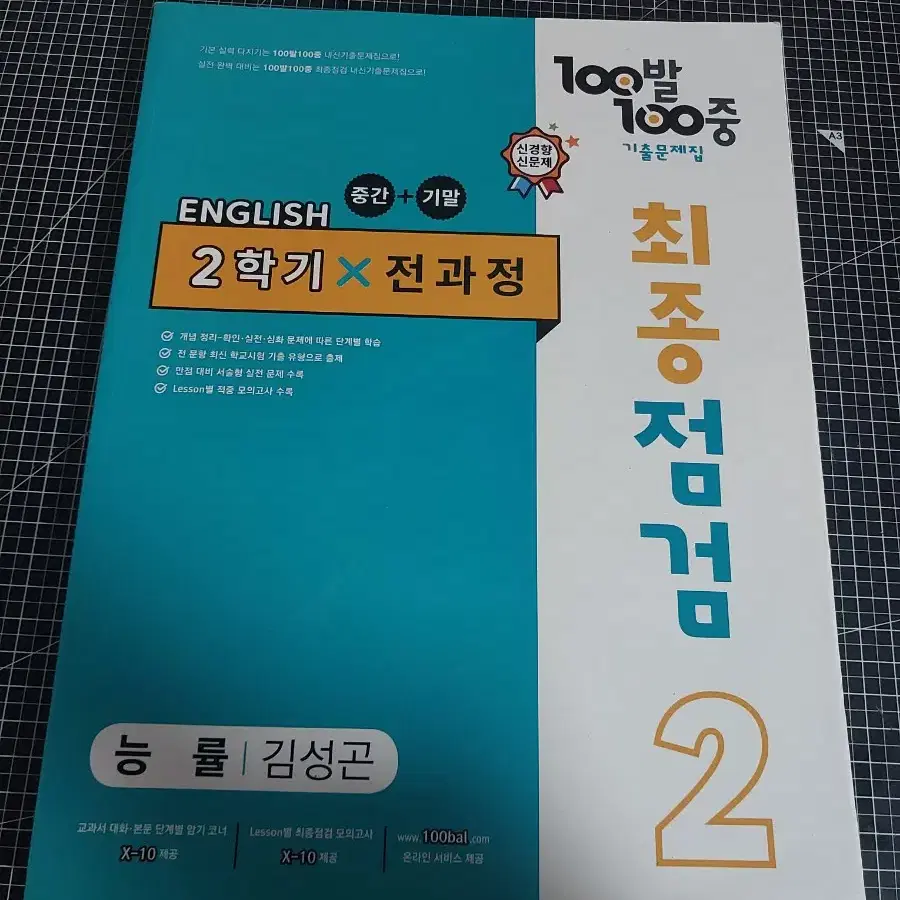 기본 실력 다지기는 100발100중 내신기출문제집으로!
실전 완벽 대비는 100발100중 최종점검 내신기출문제집으로!
100발
100중
기출문제집
신경향
신문제
중간 + 기말
ENGLISH
2학기 × 전과정
개념 정리-확인·실전·심화 문제에 따른 단계별 학습
전 문항 최신 학교시험 기출 유형으로 출제
만점 대비 서술형 실전 문제 수록
Lesson별 적중 모의고사 수록
최종점검
2
능률 | 김성곤
교과서 대화·본문 단계별 암기 코너
X-10 제공
Lesson별 최종점검 모의고사
X-10 제공
www.100bal.com
온라인 서비스 제공
A3